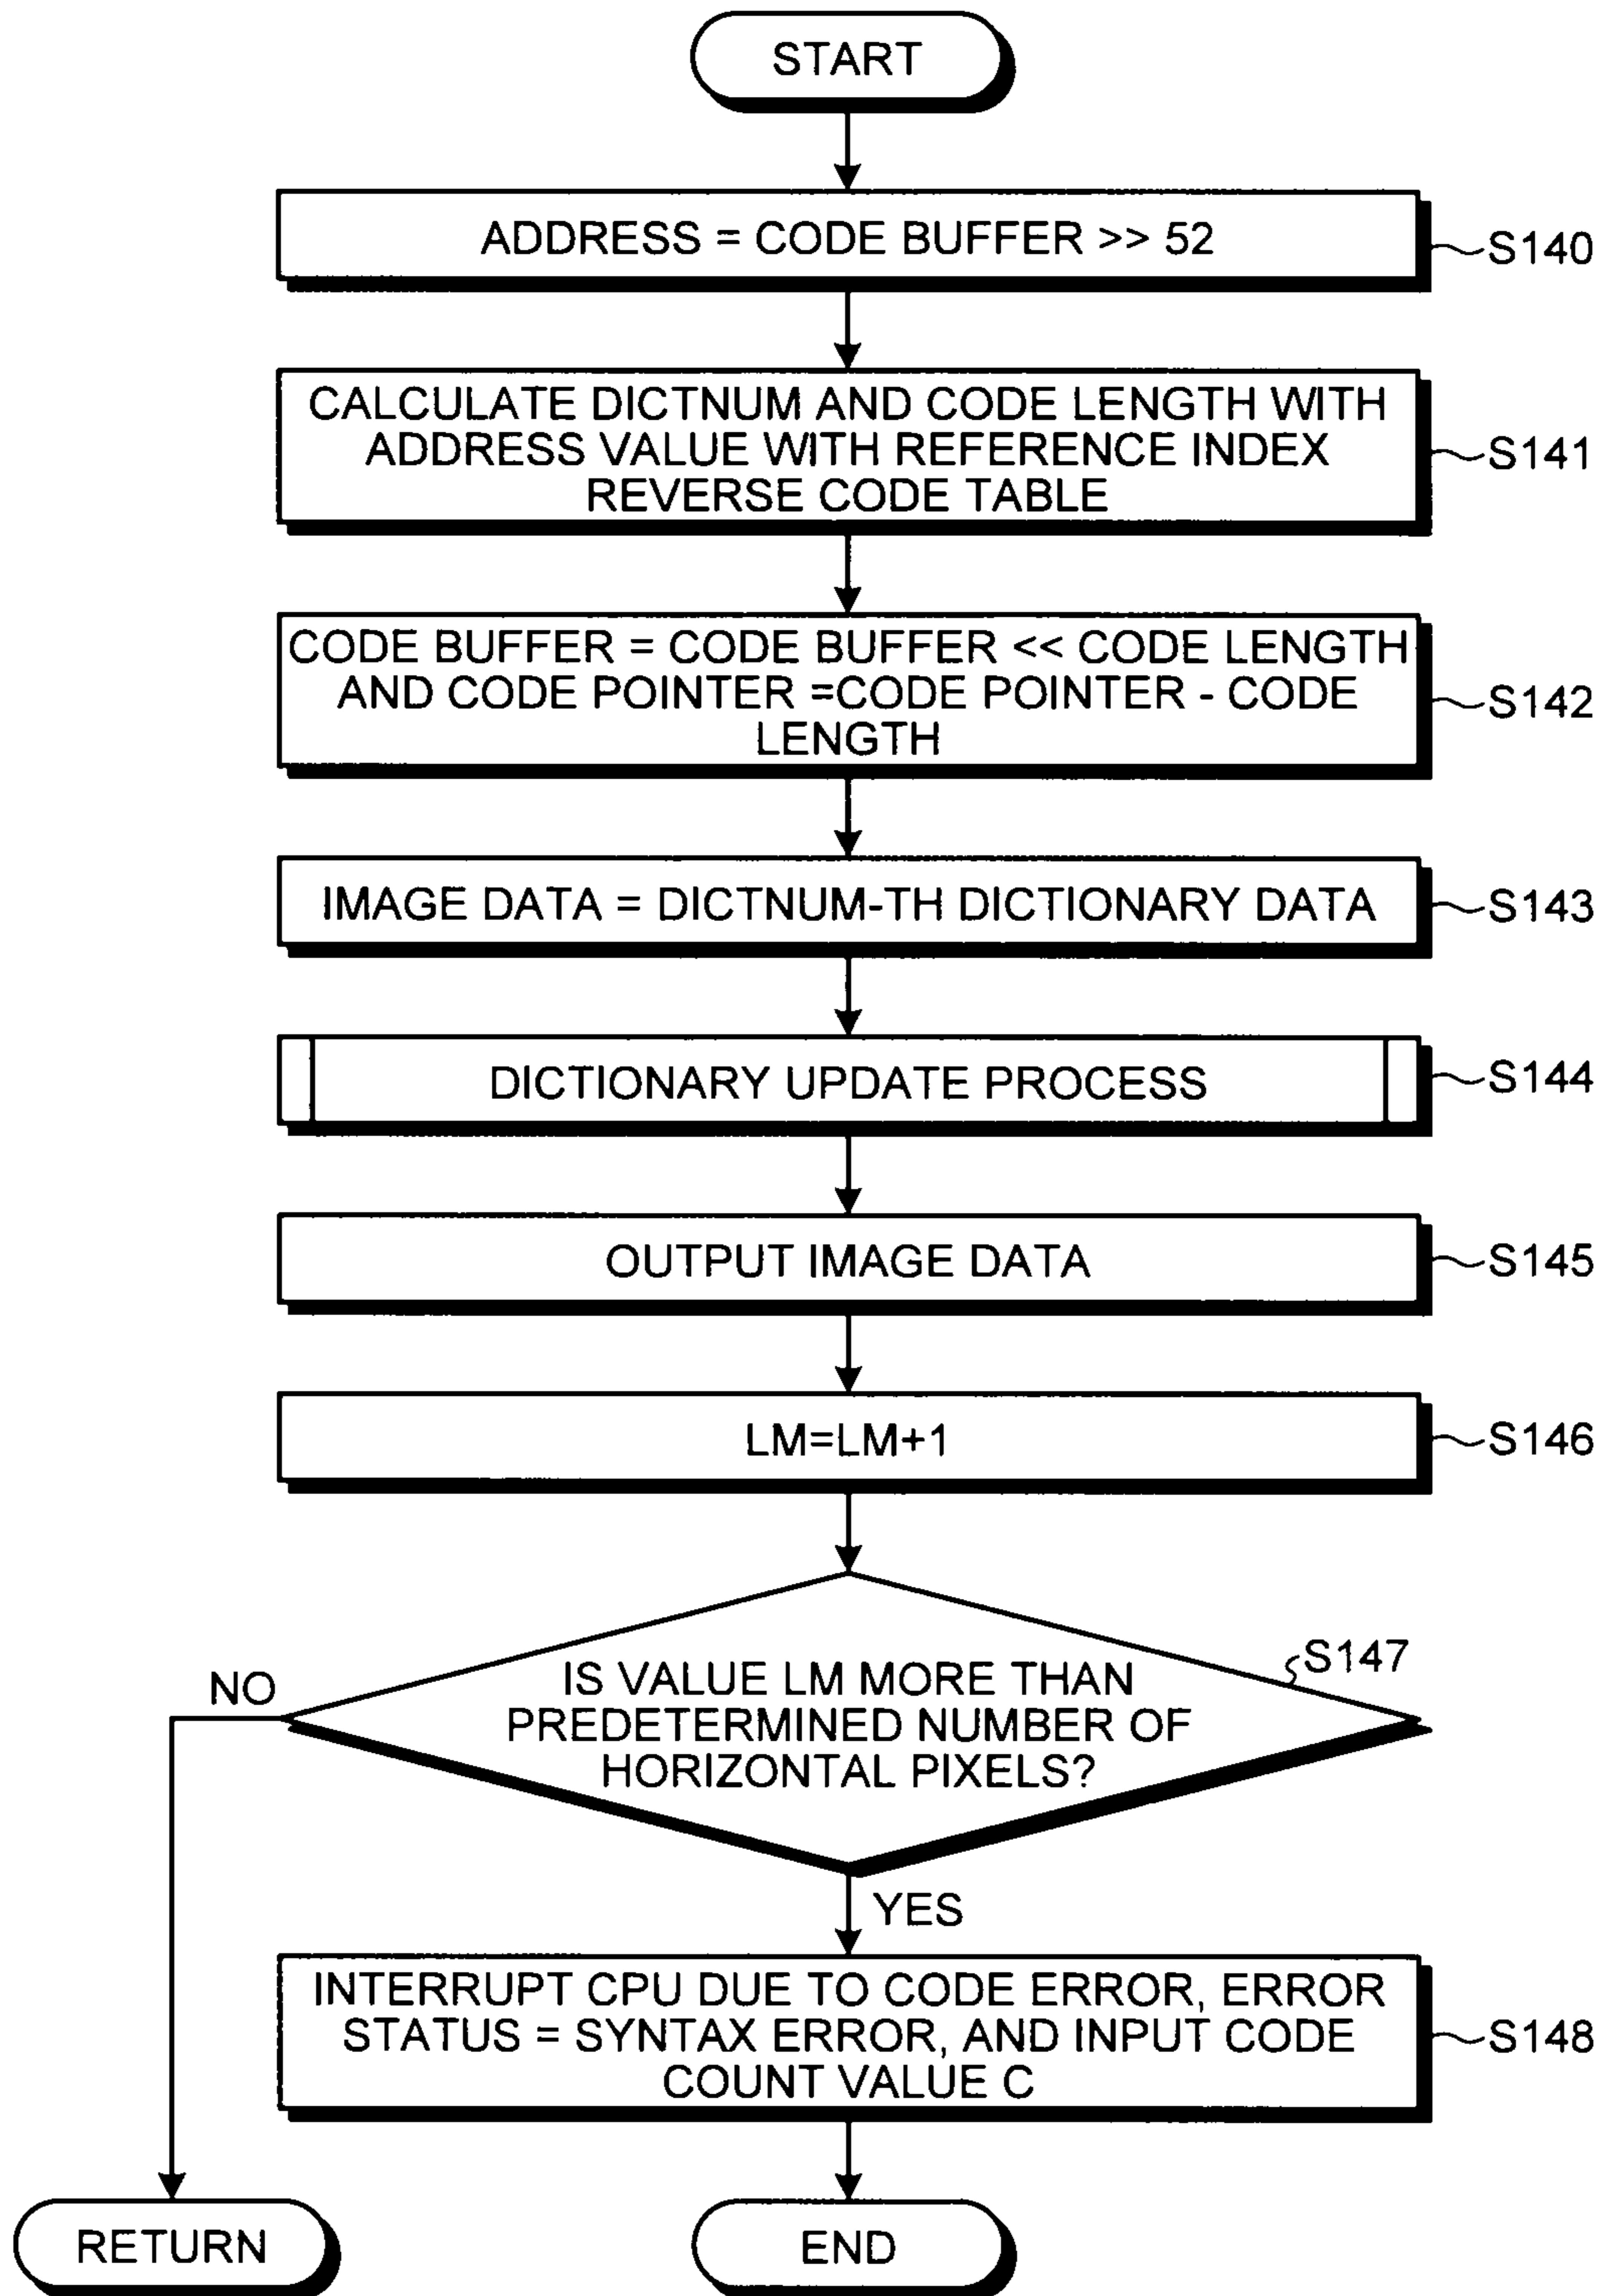 START
ADDRESS = CODE BUFFER >> 52
S140
CALCULATE DICTNUM AND CODE LENGTH WITH
ADDRESS VALUE WITH REFERENCE INDEX
REVERSE CODE TABLE
S141
CODE BUFFER = CODE BUFFER << CODE LENGTH
AND CODE POINTER =CODE POINTER - CODE
LENGTH
S142
IMAGE DATA = DICTNUM-TH DICTIONARY DATA
S143
DICTIONARY UPDATE PROCESS
S144
OUTPUT IMAGE DATA
S145
LM=LM+1
S146
IS VALUE LM MORE THAN
PREDETERMINED NUMBER OF
HORIZONTAL PIXELS?
S147
NO
YES
INTERRUPT CPU DUE TO CODE ERROR, ERROR
STATUS = SYNTAX ERROR, AND INPUT CODE
COUNT VALUE C
S148
RETURN
END